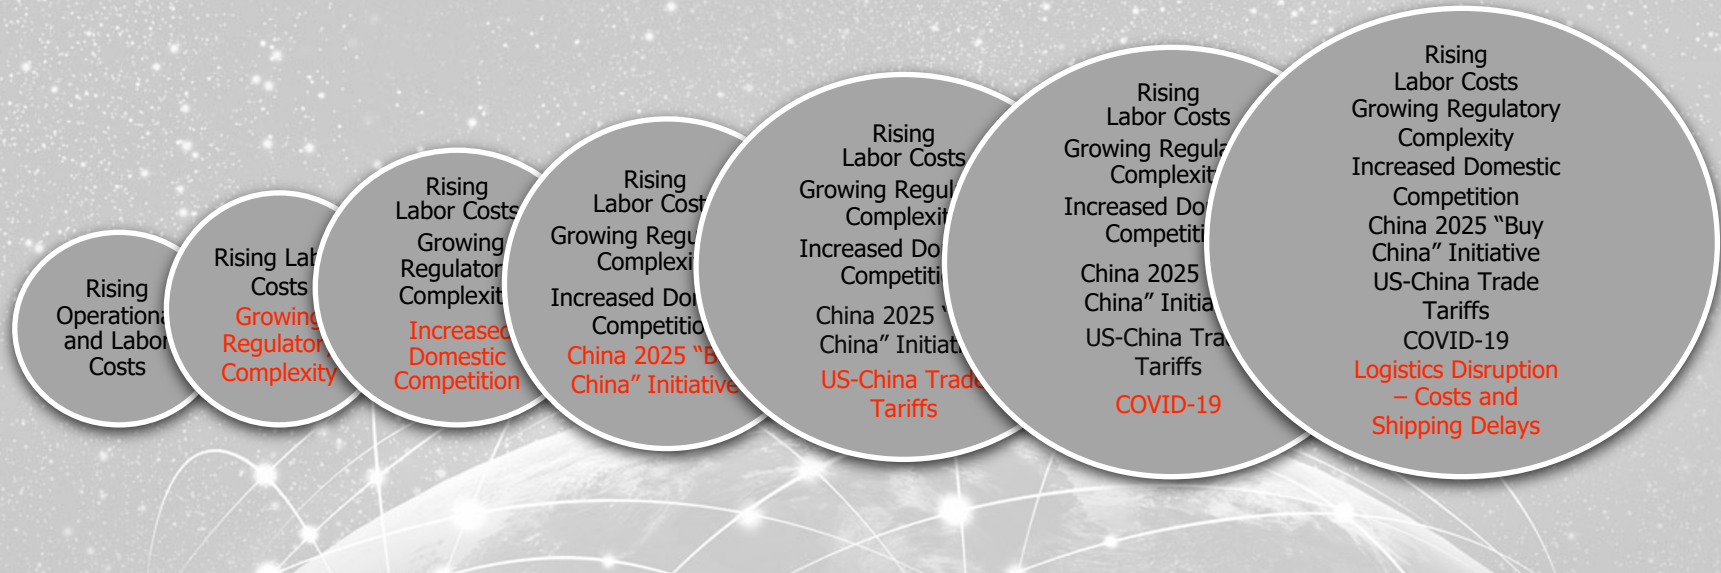 Rising
Operationa
and Labor
Costs
Rising Lab
Costs
Growing
Regulatory
Complexity
Rising
Labor Costs
Growing
Regulator
Complexit
Increased
Domestic
Competition
Rising
Labor Cost
Growing Regu
Complexi
Increased Do
Competitio
China 2025 “B
China” Initiative
Rising
Labor Costs
Growing Regul
Complexit
Increased Do
Competiti
China 2025 “
China” Initiat
US-China Trade
Tariffs
Rising
Labor Costs
Growing Regula
Complexit
Increased Do
Competiti
China 2025
China” Initia
US-China Tra
Tariffs
COVID-19
Rising
Labor Costs
Growing Regulatory
Complexity
Increased Domestic
Competition
China 2025 “Buy
China” Initiative
US-China Trade
Tariffs
COVID-19
Logistics Disruption
– Costs and
Shipping Delays